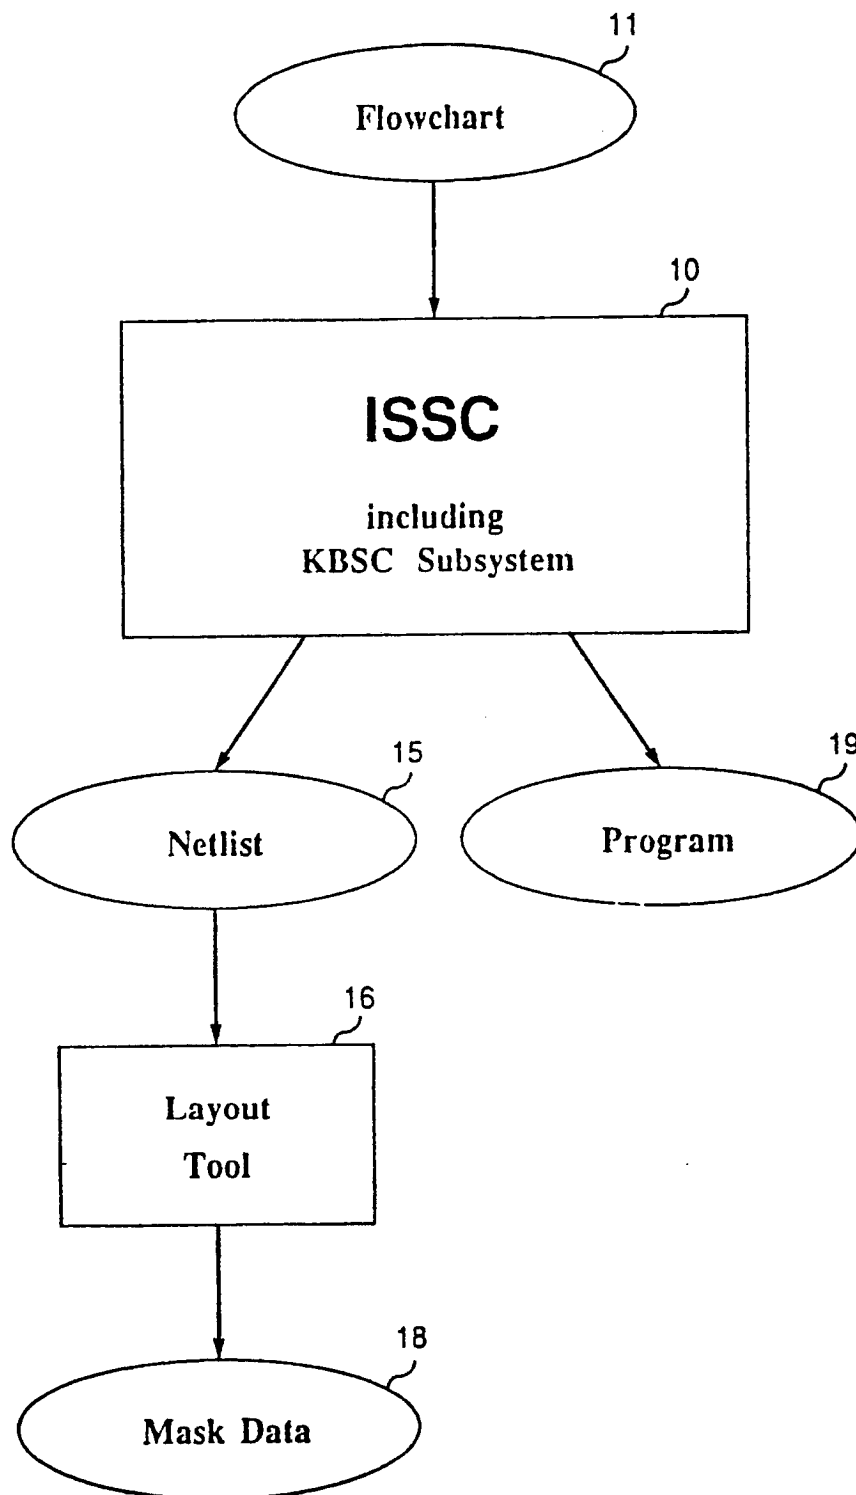 11
Flowchart
10
ISSC
including
KBSC Subsystem
15
Netlist
19
Program
16
Layout
Tool
18
Mask Data